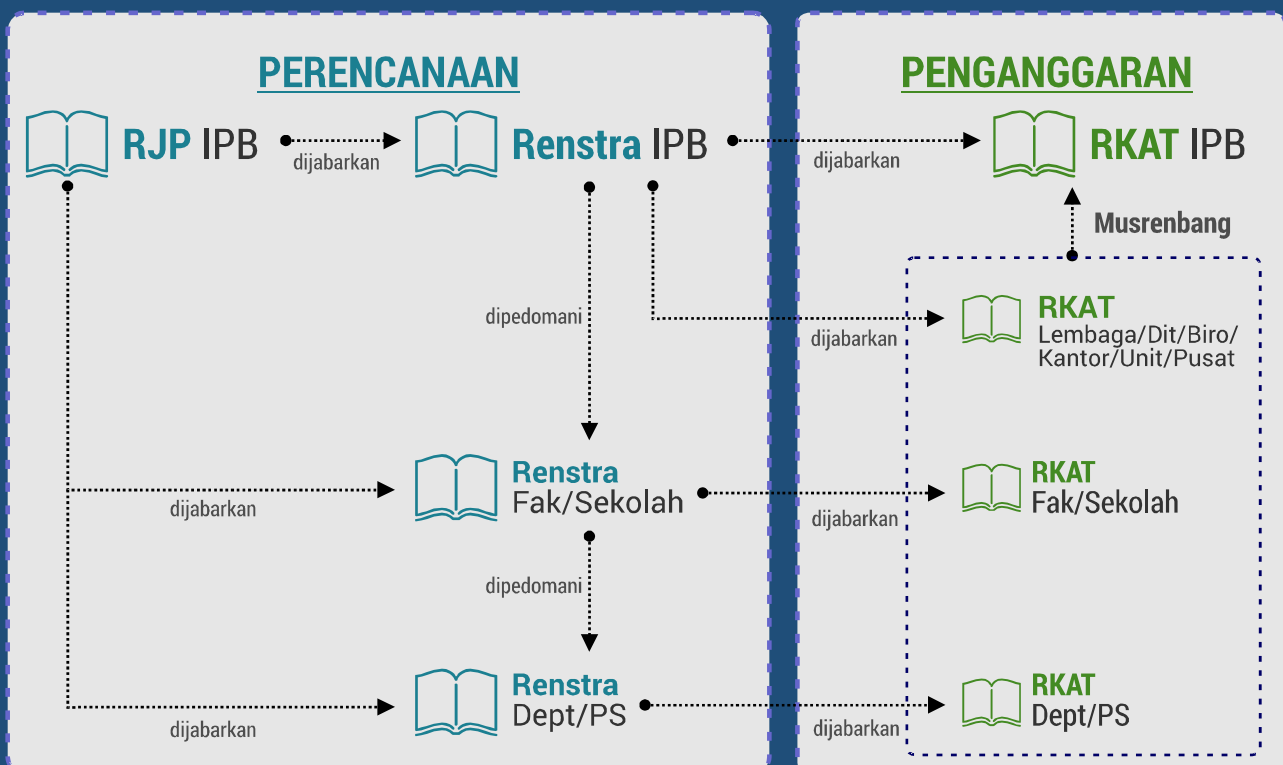 PERENCANAAN
PENGANGGARAN
RJP IPB
dijabarkan
Renstra IPB
dijabarkan
RKAT IPB
Musrenbang
dipedomani
dijabarkan
RKAT
Lembaga/Dit/Biro/
Kantor/Unit/Pusat
dijabarkan
Renstra
Fak/Sekolah
dijabarkan
RKAT
Fak/Sekolah
dipedomani
dijabarkan
Renstra
Dept/PS
dijabarkan
RKAT
Dept/PS